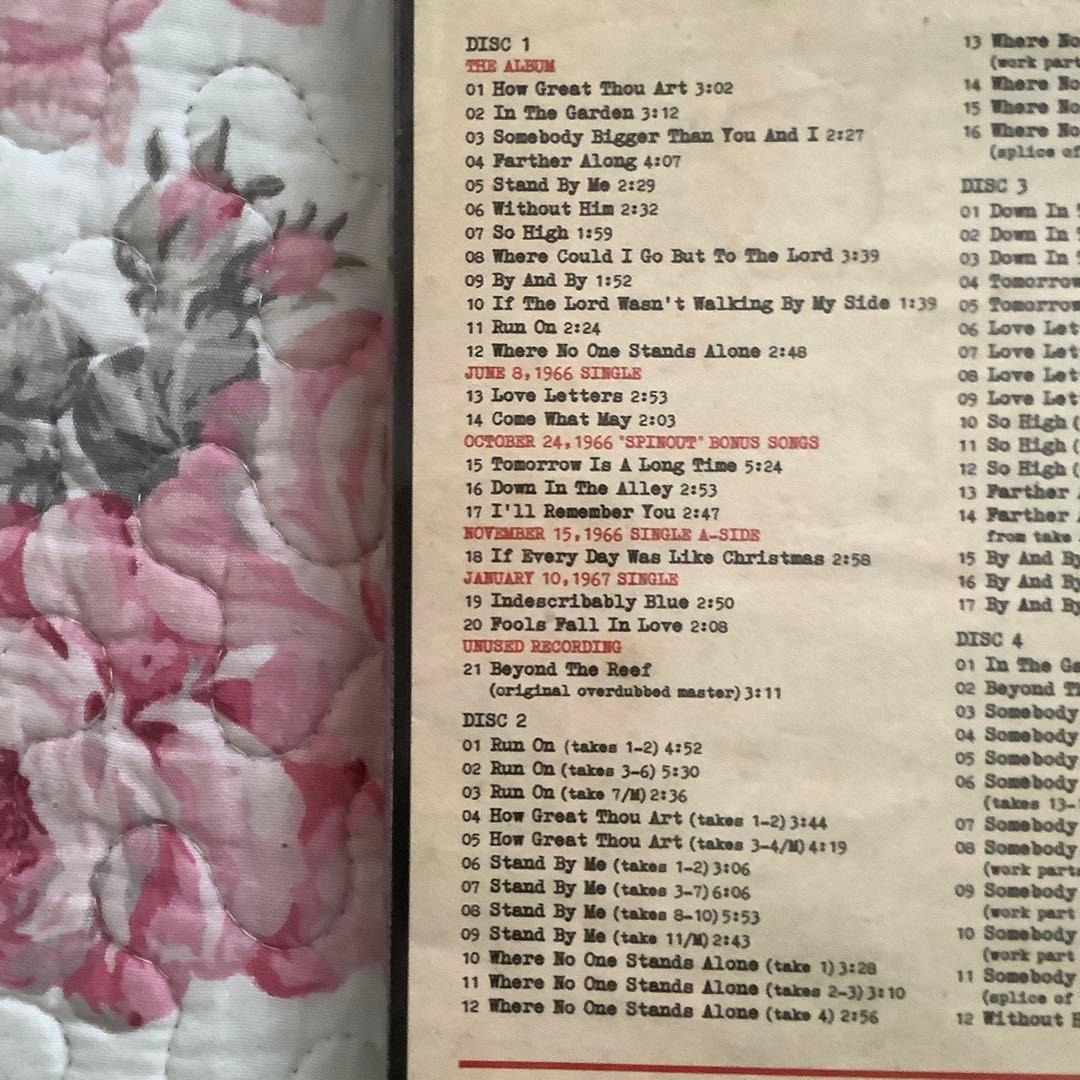 DISC 1
THE ALBUM
01 How Great Thou Art 3:02
02 In The Garden 3:12
03 Somebody Bigger Than You And I 2:27
04 Farther Along 4:07
05 Stand By Me 2:29
06 Without Him 2:32
07 So High 1:59
08 Where Could I Go But To The Lord 3:39
09 By And By 1:52
10 If The Lord Wasn't Walking By My Side 1:39
11 Run On 2:24
12 Where No One Stands Alone 2:48
JUNE 8, 1966 SINGLE
13 Love Letters 2:53
14 Come What May 2:03
OCTOBER 24, 1966 "SPINOUT" BONUS SONGS
15 Tomorrow Is A Long Time 5:24
16 Down In The Alley 2:53
17 I'll Remember You 2:47
NOVEMBER 15, 1966 SINGLE A-SIDE
18 If Every Day Was Like Christmas 2:58
JANUARY 10, 1967 SINGLE
19 Indescribably Blue 2:50
20 Fools Fall In Love 2:08
UNUSED RECORDING
21 Beyond The Reef
(original overdubbed master) 3:11
DISC 2
01 Run On (takes 1-2) 4:52
02 Run On (takes 3-6) 5:30
03 Run On (take 7/M) 2:36
04 How Great Thou Art (takes 1-2) 3:44
05 How Great Thou Art (takes 3-4/M) 4:19
06 Stand By Me (takes 1-2) 3:06
07 Stand By Me (takes 3-7) 6:06
08 Stand By Me (takes 8-10) 5:53
09 Stand By Me (take 11/M) 2:43
10 Where No One Stands Alone (take 1) 3:28
11 Where No One Stands Alone (takes 2-3) 3:10
12 Where No One Stands Alone (take 4) 2:56
13 Where No
(work part
14 Where No
15 Where No
16 Where No
(splice of
DISC 3
01 Down In
02 Down In
03 Down In
04 Tomorrow
05 Tomorrow
06 Love Let
07 Love Let
08 Love Let
09 Love Let
10 So High (
11 So High (
12 So High (
13 Farther
14 Farther
from take
15 By And By
16 By And By
17 By And By
DISC 4
01 In The Ga
02 Beyond Th
03 Somebody
04 Somebody
05 Somebody
06 Somebody
(takes 13-
07 Somebody
08 Somebody
(work parts
09 Somebody
(work part
10 Somebody
(work part
11 Somebody
(splice of
12 Without H